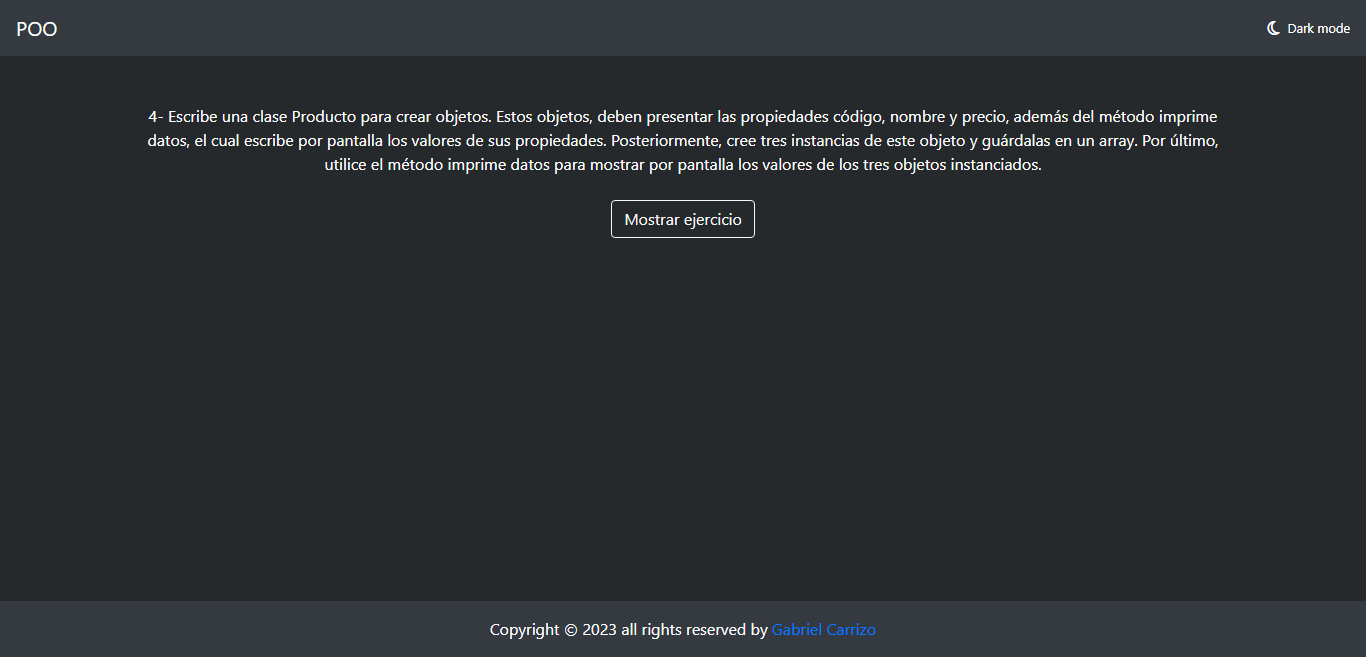 POO
Dark mode
4- Escribe una clase Producto para crear objetos. Estos objetos, deben presentar las propiedades código, nombre y precio, además del método imprime
datos, el cual escribe por pantalla los valores de sus propiedades. Posteriormente, cree tres instancias de este objeto y guárdalas en un array. Por último,
utilice el método imprime datos para mostrar por pantalla los valores de los tres objetos instanciados.
Mostrar ejercicio
Copyright © 2023 all rights reserved by Gabriel Carrizo